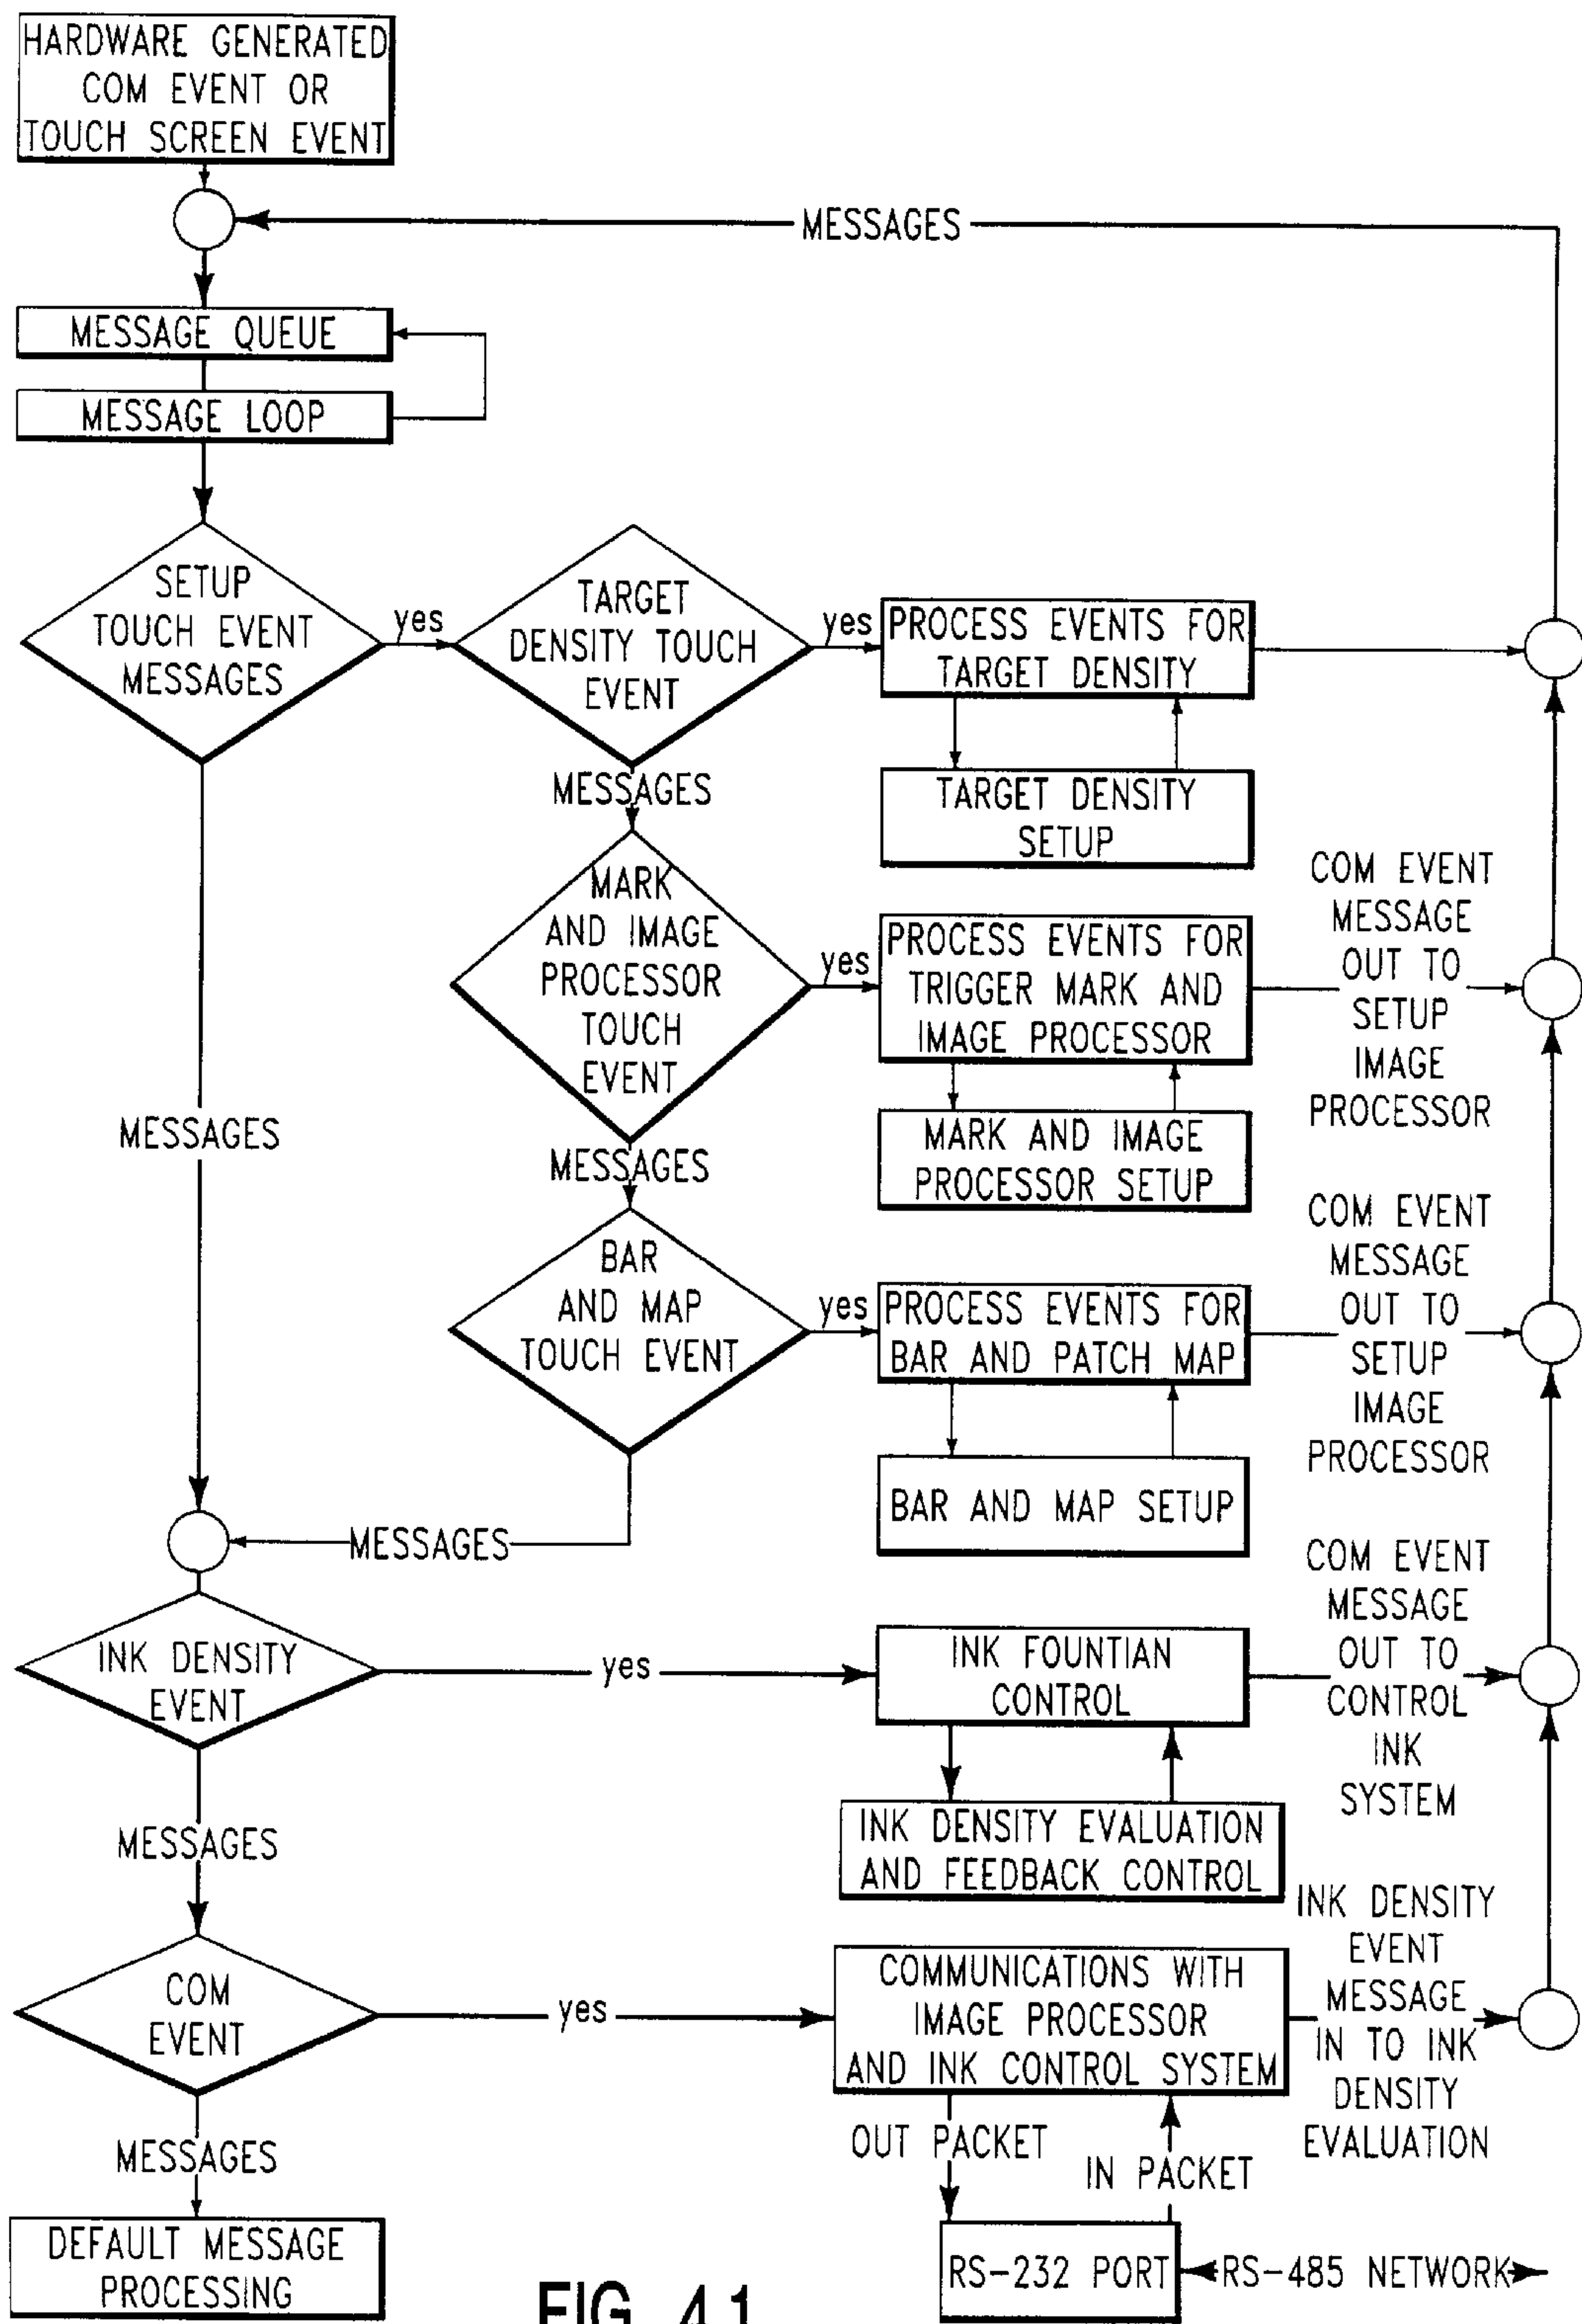 HARDWARE GENERATED
COM EVENT OR
TOUCH SCREEN EVENT
MESSAGES
MESSAGE QUEUE
MESSAGE LOOP
SETUP
TOUCH EVENT
MESSAGES
yes
TARGET
DENSITY TOUCH
EVENT
yes
PROCESS EVENTS FOR
TARGET DENSITY
TARGET DENSITY
SETUP
MESSAGES
MARK
AND IMAGE
PROCESSOR
TOUCH
EVENT
yes
PROCESS EVENTS FOR
TRIGGER MARK AND
IMAGE PROCESSOR
COM EVENT
MESSAGE
OUT TO
SETUP
IMAGE
PROCESSOR
MARK AND IMAGE
PROCESSOR SETUP
MESSAGES
MESSAGES
BAR
AND MAP
TOUCH EVENT
yes
PROCESS EVENTS FOR
BAR AND PATCH MAP
COM EVENT
MESSAGE
OUT TO
SETUP
IMAGE
PROCESSOR
BAR AND MAP SETUP
MESSAGES
INK DENSITY
EVENT
yes
INK FOUNTIAN
CONTROL
COM EVENT
MESSAGE
OUT TO
CONTROL
INK
SYSTEM
INK DENSITY EVALUATION
AND FEEDBACK CONTROL
MESSAGES
COM
EVENT
yes
COMMUNICATIONS WITH
IMAGE PROCESSOR
AND INK CONTROL SYSTEM
INK DENSITY
EVENT
MESSAGE
IN TO INK
DENSITY
EVALUATION
OUT PACKET
IN PACKET
MESSAGES
DEFAULT MESSAGE
PROCESSING
RS-232 PORT
RS-485 NETWORK
FIG. 4.1